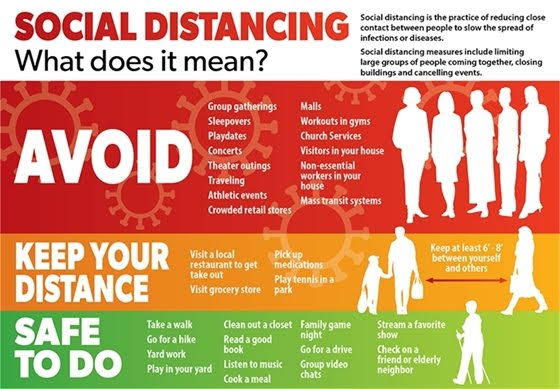 SOCIAL DISTANCING
What does it mean?
Social distancing is the practice of reducing close
contact between people to slow the spread of
infections or diseases.
Social distancing measures include limiting
large groups of people coming together, closing
buildings and cancelling events.
AVOID
Group gatherings
Sleepovers
Playdates
Concerts
Theater outings
Traveling
Athletic events
Crowded retail stores
Malls
Workouts in gyms
Church Services
Visitors in your house
Non-essential
workers in your
house
Mass transit systems
KEEP YOUR
DISTANCE
Visit a local
restaurant to get
take out
Visit grocery store
Pick up
medications
Play tennis in a
park
Keep at least 6' - 8'
between yourself
and others
SAFE
TO DO
Take a walk
Go for a hike
Yard work
Play in your yard
Clean out a closet
Read a good
book
Listen to music
Cook a meal
Family game
night
Go for a drive
Group video
chats
Stream a favorite
show
Check on a
friend or elderly
neighbor